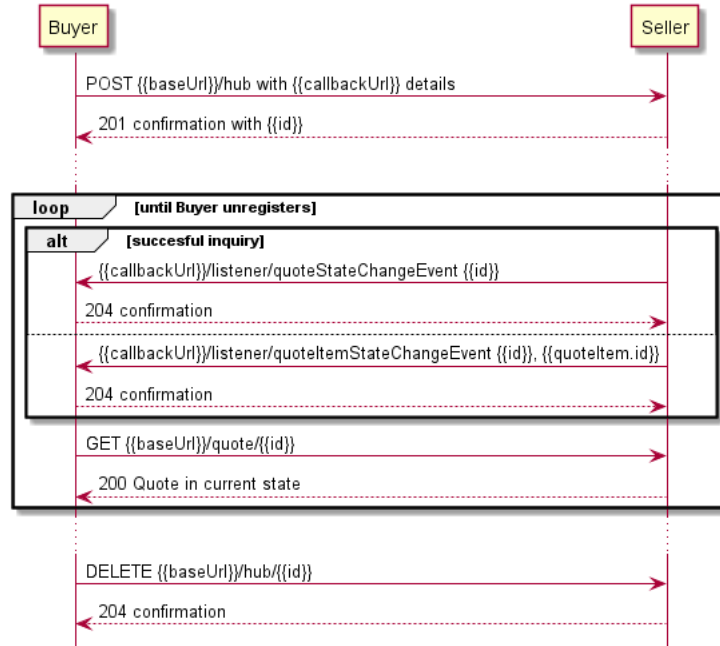 Buyer
Seller
POST {{baseUrl}}/hub with {{callbackUrl}} details
201 confirmation with {{id}}
loop [until Buyer unregisters]
alt [succesful inquiry]
{{callbackUrl}}/listener/quoteStateChangeEvent {{id}}
204 confirmation
{{callbackUrl}}/listener/quoteItemStateChangeEvent {{id}}, {{quoteItem.id}}
204 confirmation
GET {{baseUrl}}/quote/{{id}}
200 Quote in current state
DELETE {{baseUrl}}/hub/{{id}}
204 confirmation